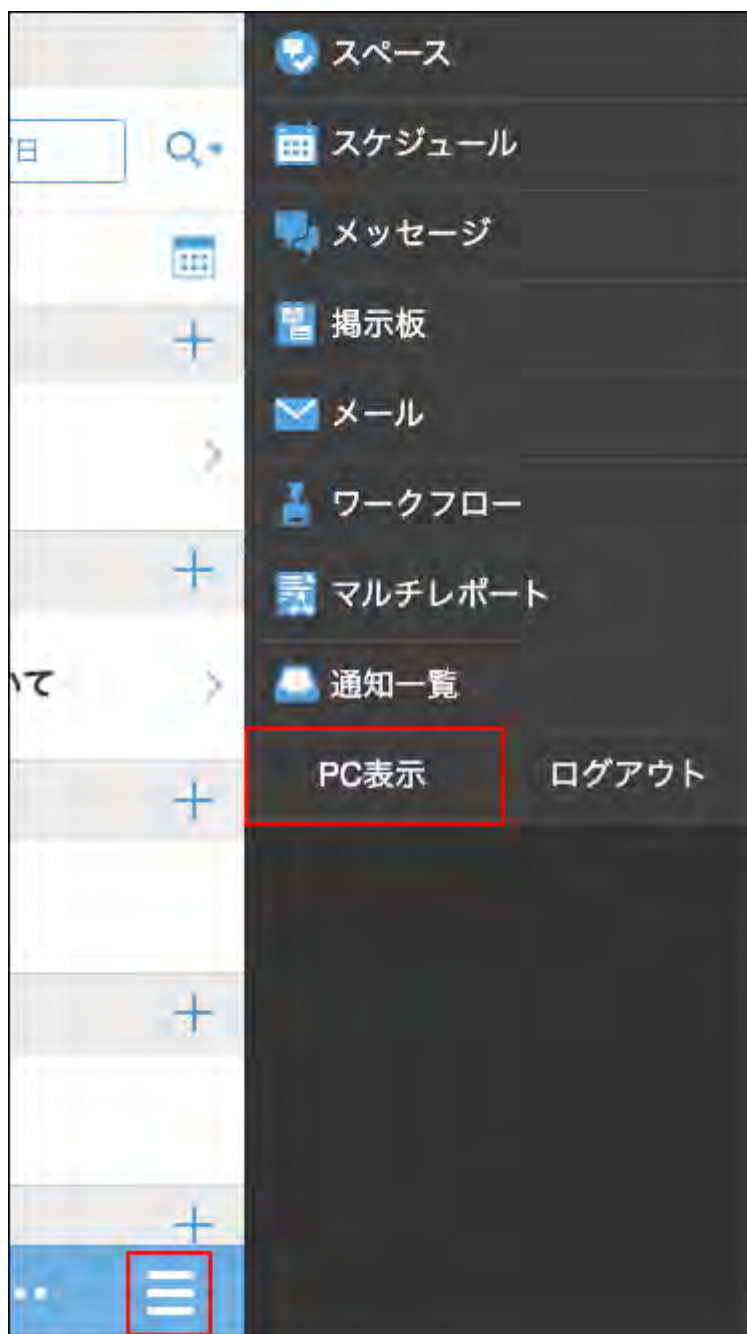 日
いて
スペース
スケジュール
メッセージ
掲示板
メール
ワークフロー
マルチレポート
通知一覧
PC表示
ログアウト